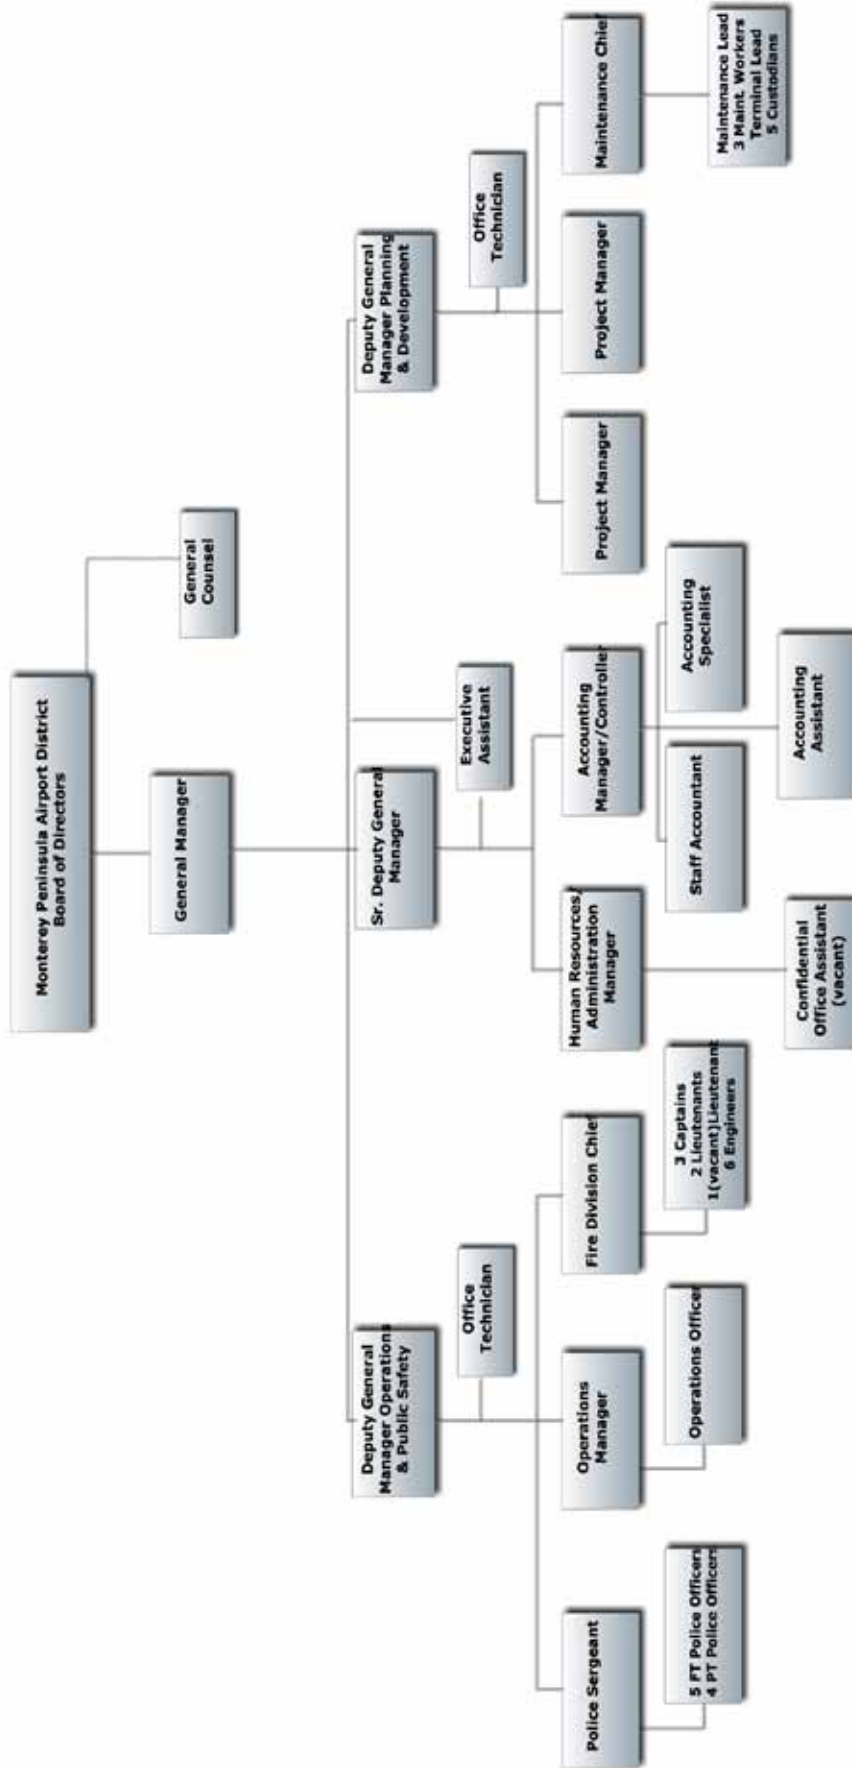 Monterey Peninsula Airport District
Board of Directors
General Manager
General
Counsel
Deputy General
Manager Operations
& Public Safety
Sr. Deputy General
Manager
Deputy General
Manager Planning
& Development
Office
Technician
Executive
Assistant
Office
Technician
Police Sergeant
Operations
Manager
Fire Division Chief
Human Resources/
Administration
Manager
Accounting
Manager/Controller
Project Manager
Project Manager
Maintenance Chief
5 FT Police Officers
4 PT Police Officers
Operations Officer
3 Captains
2 Lieutenants
1(vacant)Lieutenant
6 Engineers
Staff Accountant
Accounting
Specialist
Maintenance Lead
3 Maint. Workers
Terminal Lead
5 Custodians
Confidential
Office Assistant
(vacant)
Accounting
Assistant